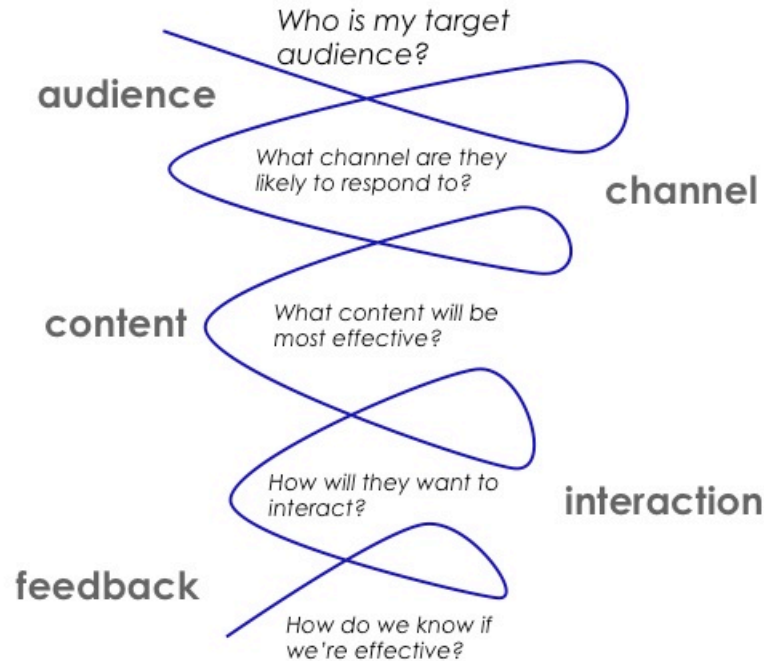 Who is my target
audience?
audience
What channel are they
likely to respond to?
channel
What content will be
most effective?
content
How will they want to
interact?
interaction
feedback
How do we know if
we're effective?